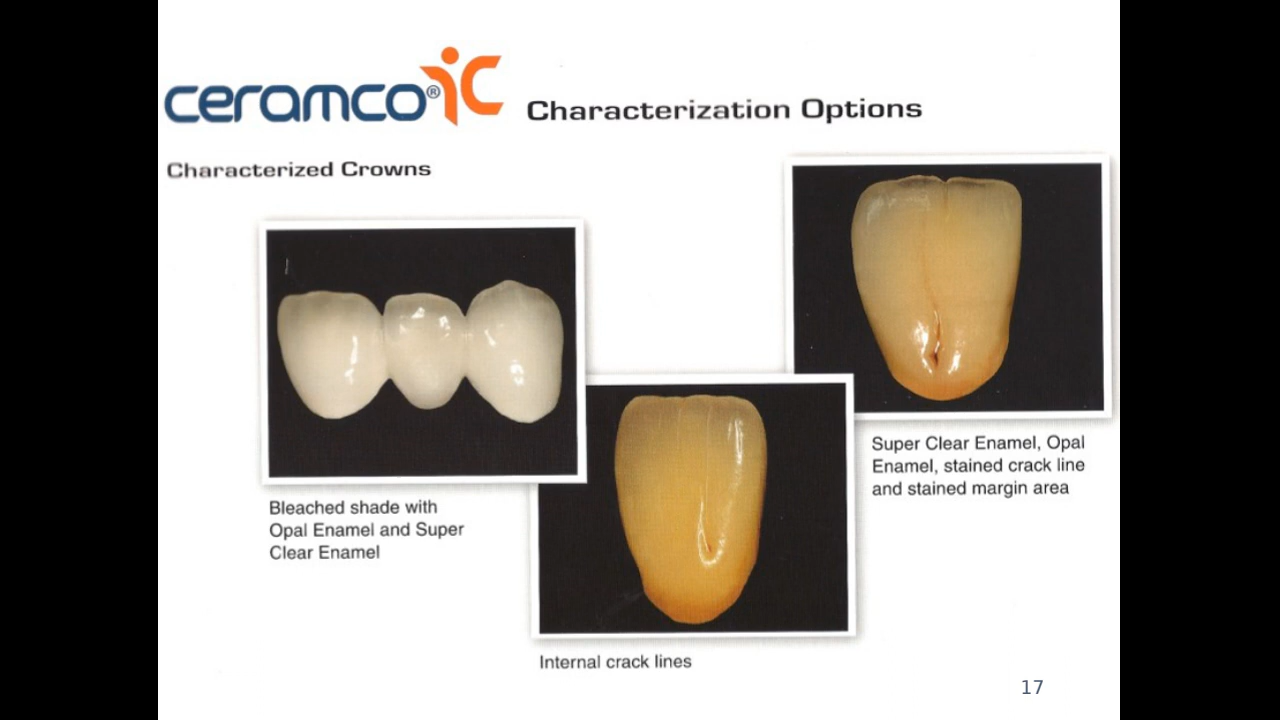 ceramco® iC Characterization Options
Characterized Crowns
Bleached shade with
Opal Enamel and Super
Clear Enamel
Internal crack lines
Super Clear Enamel, Opal
Enamel, stained crack line
and stained margin area
17